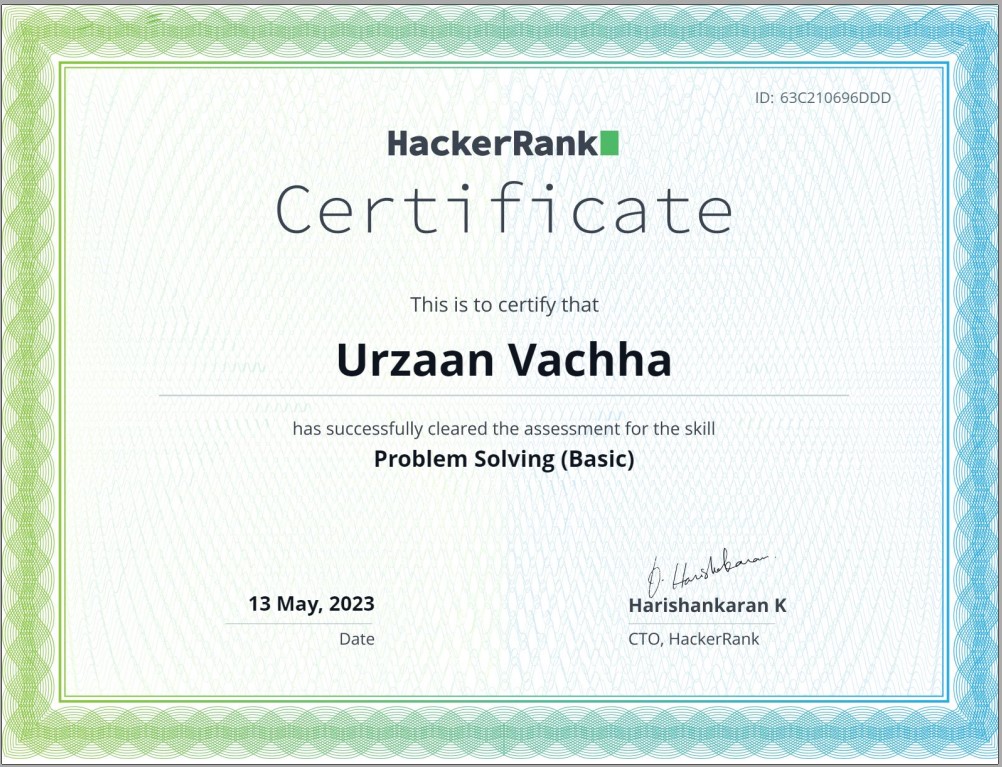 ID: 63C210696DDD
HackerRank
Certificate
This is to certify that
Urzaan Vachha
has successfully cleared the assessment for the skill
Problem Solving (Basic)
13 May, 2023
Date
D. Harishankaran.
Harishankaran K
CTO, HackerRank